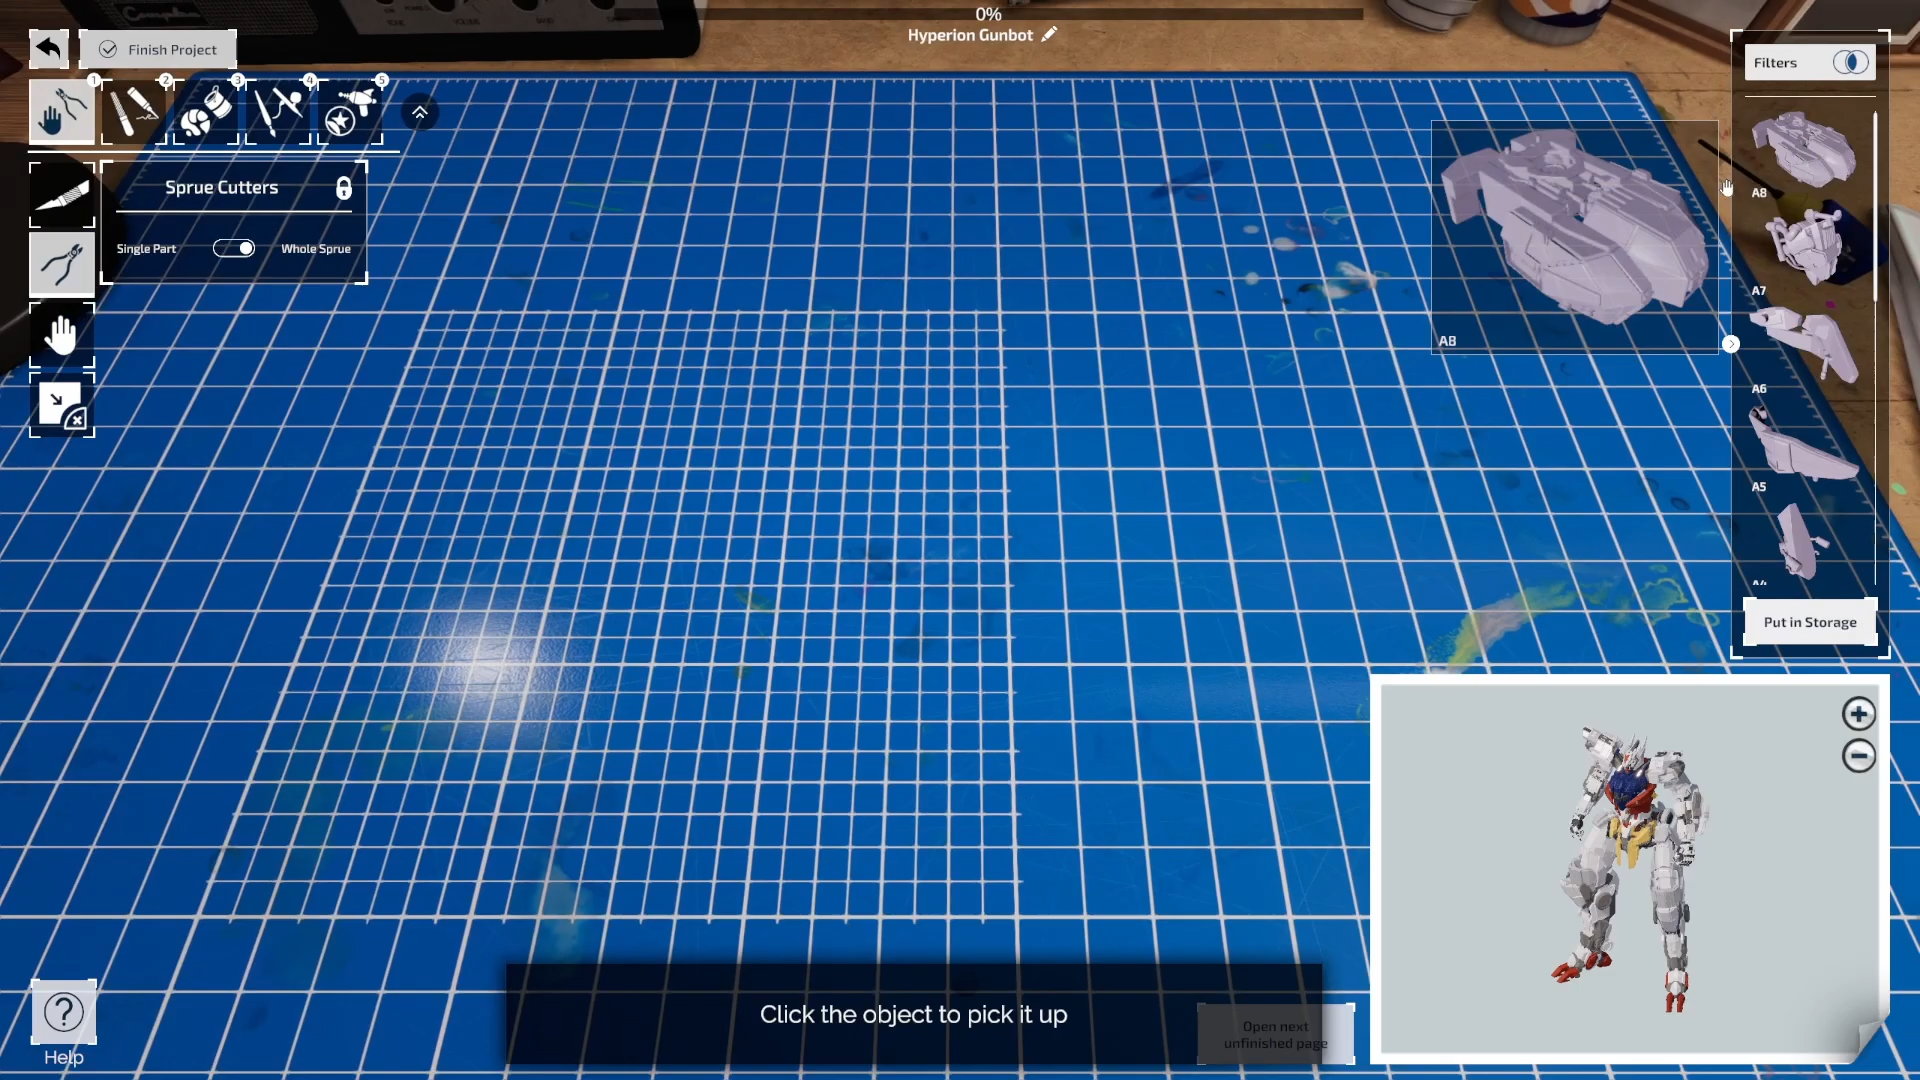 0%
Hyperion Gunbot
Finish Project
Filters
1
2
3
4
5
Sprue Cutters
Single Part
Whole Sprue
A8
A8
A7
A6
A5
A4
Put in Storage
Click the object to pick it up
Open next
unfinished page
Help